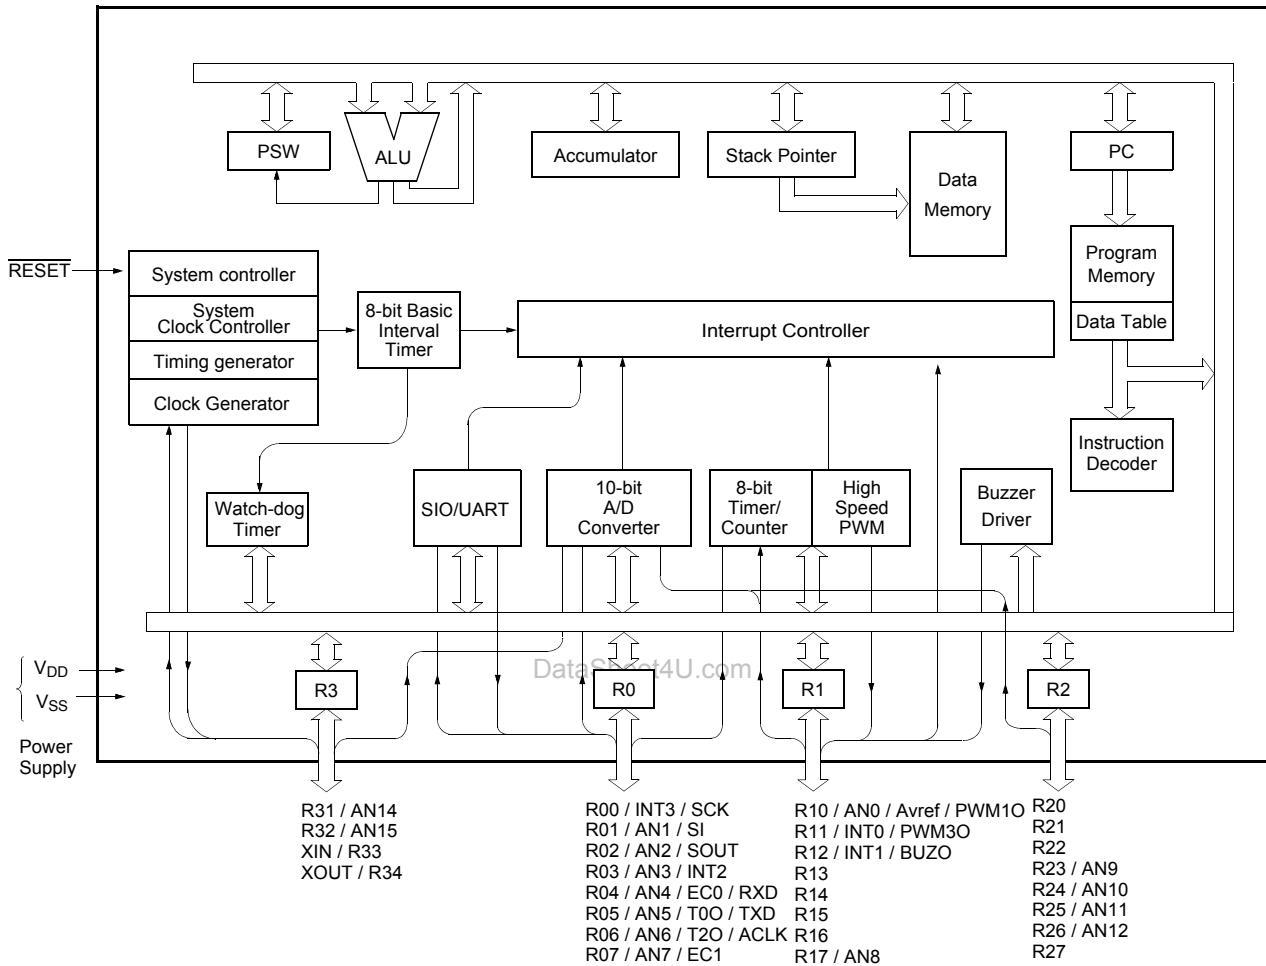 PSW
ALU
Accumulator
Stack Pointer
Data
Memory
PC
RESET
System controller
System
Clock Controller
Timing generator
Clock Generator
8-bit Basic
Interval
Timer
Interrupt Controller
Program
Memory
Data Table
Instruction
Decoder
Watch-dog
Timer
SIO/UART
10-bit
A/D
Converter
8-bit
Timer/
Counter
High
Speed
PWM
Buzzer
Driver
VDD
VSS
Power
Supply
DataSheet4U.com
R3
R0
R1
R2
R31 / AN14
R32 / AN15
XIN / R33
XOUT / R34
R00 / INT3 / SCK
R01 / AN1 / SI
R02 / AN2 / SOUT
R03 / AN3 / INT2
R04 / AN4 / EC0 / RXD
R05 / AN5 / T0O / TXD
R06 / AN6 / T2O / ACLK
R07 / AN7 / EC1
R10 / AN0 / Avref / PWM1O
R11 / INT0 / PWM3O
R12 / INT1 / BUZO
R13
R14
R15
R16
R17 / AN8
R20
R21
R22
R23 / AN9
R24 / AN10
R25 / AN11
R26 / AN12
R27